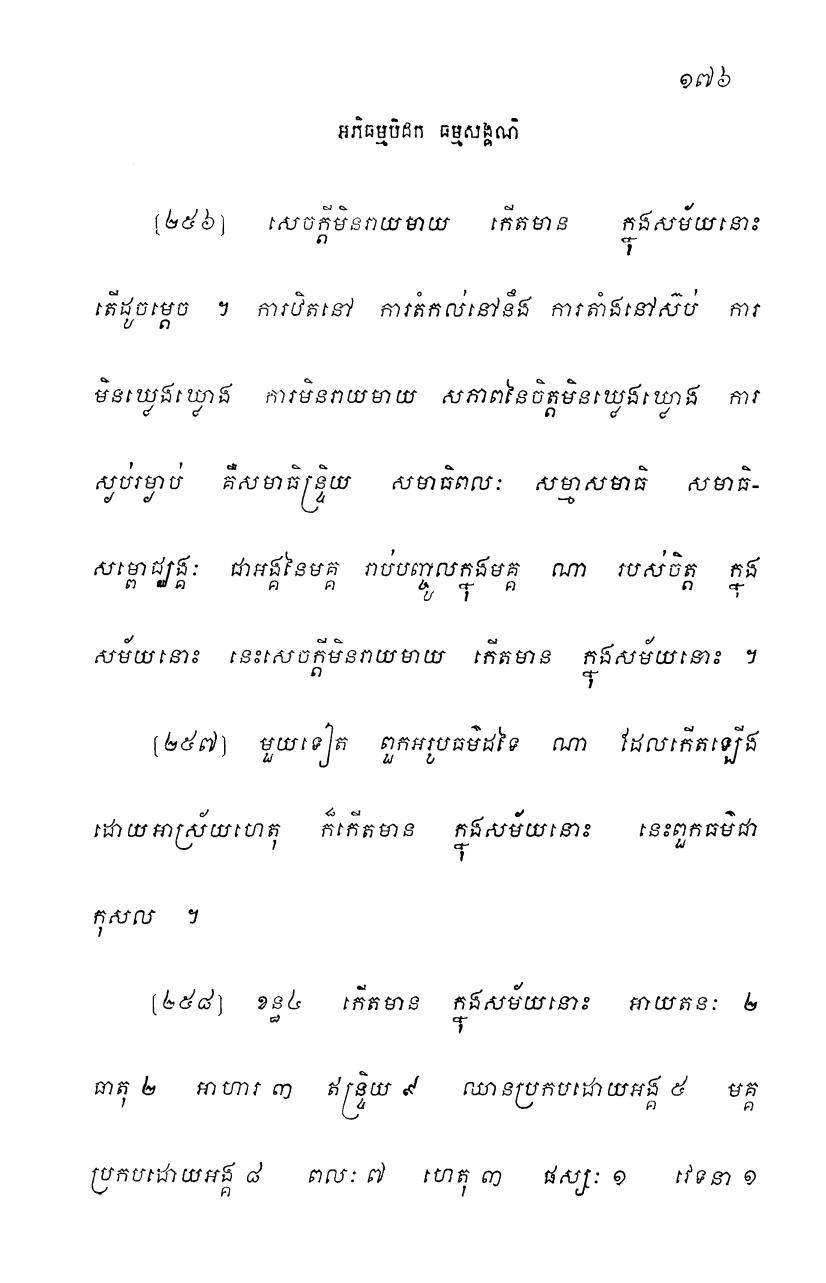 ១៧៦
អភិធម្មបិដក ធម្មសង្គណី
[២៥៦] សេចក្តីមិនរាយមាយ កើតមាន ក្នុងសម័យនោះ
តើដូចម្តេច ។ ការឋិតនៅ ការតំកល់នៅនឹង ការតាំងនៅស៊ប់ ការ
មិនឃ្លេងឃ្លោង ការមិនរាយមាយ សភាពនៃចិត្តមិនឃ្លេងឃ្លោង ការ
ស្ងប់រម្ងាប់ គឺសមាធិន្ទ្រិយ សមាធិពលៈ សម្មាសមាធិ សមាធិ-
សម្ពោជ្ឈង្គៈ ជាអង្គនៃមគ្គ រាប់បញ្ចូលក្នុងមគ្គ ណា របស់ចិត្ត ក្នុង
សម័យនោះ នេះសេចក្តីមិនរាយមាយ កើតមាន ក្នុងសម័យនោះ ។
[២៥៧] មួយទៀត ពួកអរូបធម៌ដទៃ ណា ដែលកើតឡើង
ដោយអាស្រ័យហេតុ ក៏កើតមាន ក្នុងសម័យនោះ នេះពួកធម៌ជា
កុសល ។
[២៥៨] ខន្ធ៤ កើតមាន ក្នុងសម័យនោះ អាយតនៈ ២
ធាតុ ២ អាហារ ៣ ឥន្ទ្រិយ ៩ ឈានប្រកបដោយអង្គ ៥ មគ្គ
ប្រកបដោយអង្គ ៨ ពលៈ ៧ ហេតុ ៣ ផស្សៈ ១ វេទនា ១